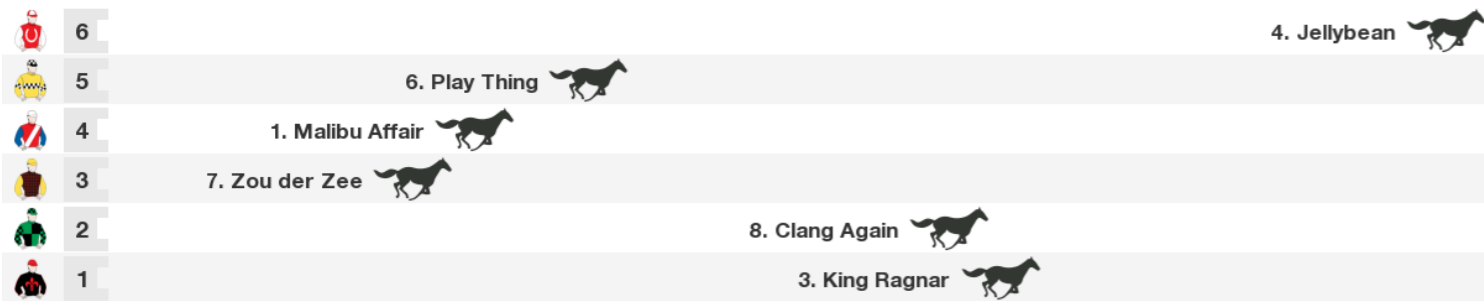 6 4. Jellybean
5 6. Play Thing
4 1. Malibu Affair
3 7. Zou der Zee
2 8. Clang Again
1 3. King Ragnar